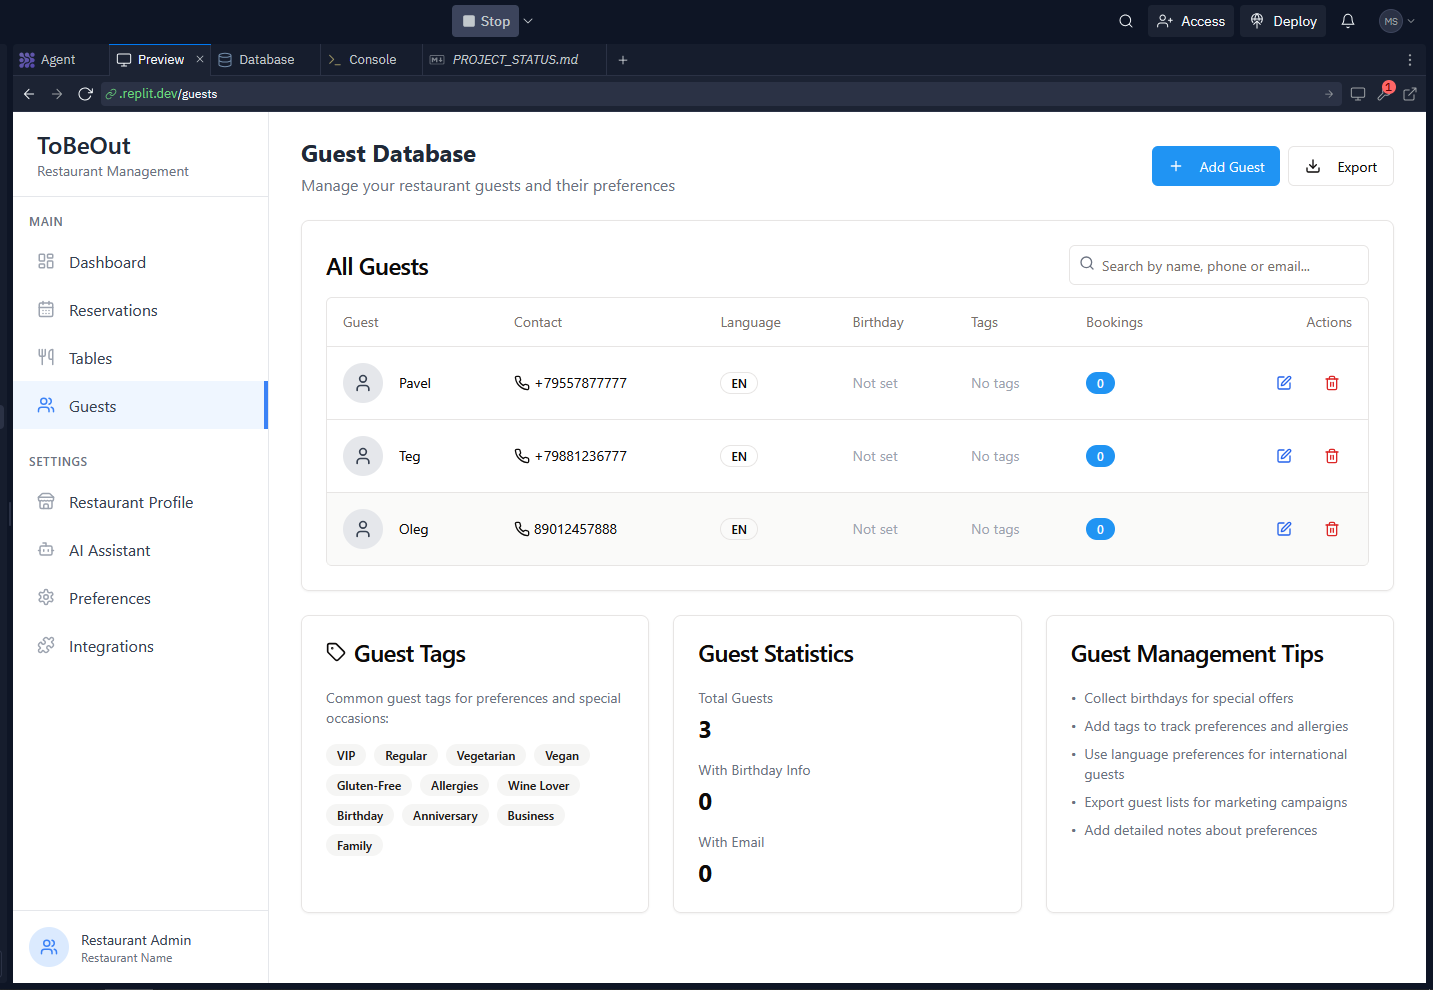 Stop
Access
Deploy
MS
Agent
Preview
Database
Console
PROJECT_STATUS.md
.replit.dev/guests
1
ToBeOut
Restaurant Management
MAIN
Dashboard
Reservations
Tables
Guests
SETTINGS
Restaurant Profile
AI Assistant
Preferences
Integrations
Restaurant Admin
Restaurant Name
Guest Database
Manage your restaurant guests and their preferences
Add Guest
Export
All Guests
Search by name, phone or email...
Guest Contact Language Birthday Tags Bookings Actions
Pavel +79557877777 EN Not set No tags 0
Teg +79881236777 EN Not set No tags 0
Oleg 89012457888 EN Not set No tags 0
Guest Tags
Common guest tags for preferences and special
occasions:
VIP Regular Vegetarian Vegan
Gluten-Free Allergies Wine Lover
Birthday Anniversary Business
Family
Guest Statistics
Total Guests
3
With Birthday Info
0
With Email
0
Guest Management Tips
• Collect birthdays for special offers
• Add tags to track preferences and allergies
• Use language preferences for international
guests
• Export guest lists for marketing campaigns
• Add detailed notes about preferences